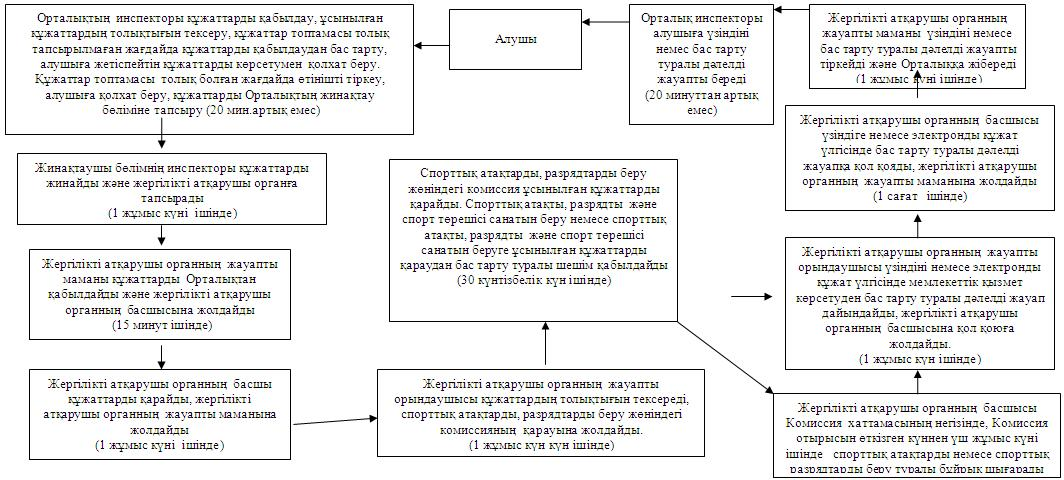 Орталықтың инспекторы құжаттарды қабылдау, ұсынылған
құжаттардың толықтығын тексеру, құжаттар топтамасы толық
тапсырылмаған жағдайда құжаттарды қабылдаудан бас тарту,
алушыға жетіспейтін құжаттарды көрсетумен қолхат беру.
Құжаттар топтамасы толық болған жағдайда өтінішті тіркеу,
алушыға қолхат беру, құжаттарды Орталықтың жинақтау
бөліміне тапсыру (20 мин.артық емес)
Алушы
Орталық инспекторы
алушыға үзіндіні
немес бас тарту
туралы дәлелді
жауапты береді
(20 минуттан артық
емес)
Жергілікті атқарушы органның
жауапты маманы үзіндіні немесе
бас тарту туралы дәлелді жауапты
тіркейді және Орталыққа жібереді
(1 жұмыс күні ішінде)
Жинақтаушы бөлімнің инспекторы құжаттарды
жинайды және жергілікті атқарушы органға
тапсырады
(1 жұмыс күні ішінде)
Жергілікті атқарушы органның жауапты
маманы құжаттарды Орталықтан
қабылдайды және жергілікті атқарушы
органның басшысына жолдайды
(15 минут ішінде)
Жергілікті атқарушы органның басшы
құжаттарды қарайды, жергілікті
атқарушы органның жауапты маманына
жолдайды
(1 жұмыс күні ішінде)
Жергілікті атқарушы органның жауапты
орындаушысы құжаттардың толықтығын тексереді,
спорттық атақтарды, разрядтарды беру жөніндегі
комиссияның қарауына жолдайды.
(1 жұмыс күн күн ішінде)
Спорттық атақтарды, разрядтарды беру
жөніндегі комиссия ұсынылған құжаттарды
қарайды. Спорттық атақты, разрядты және
спорт төрешісі санатын беру немесе спорттық
атақты, разрядты және спорт төрешісі
санатын беруге ұсынылған құжаттарды
қараудан бас тарту туралы шешім қабылдайды
(30 күнтізбелік күн ішінде)
Жергілікті атқарушы органның басшысы
Комиссия хаттамасының негізінде, Комиссия
отырысын өткізген күннен үш жұмыс күні
ішінде спорттық атақтарды немесе спорттық
разрядтарды беру туралы бұйрық шығарады
Жергілікті атқарушы органның жауапты
орындаушысы үзіндіні немесе электронды
құжат үлгісінде мемлекеттік қызмет
көрсетуден бас тарту туралы дәлелді жауап
дайындайды, жергілікті атқарушы
органның басшысына қол қоюға
жолдайды.
(1 жұмыс күн ішінде)
Жергілікті атқарушы органның басшысы
үзіндіге немесе электронды құжат
үлгісінде бас тарту туралы дәлелді
жауапқа қол қояды, жергілікті атқарушы
органның жауапты маманына жолдайды
(1 сағат ішінде)